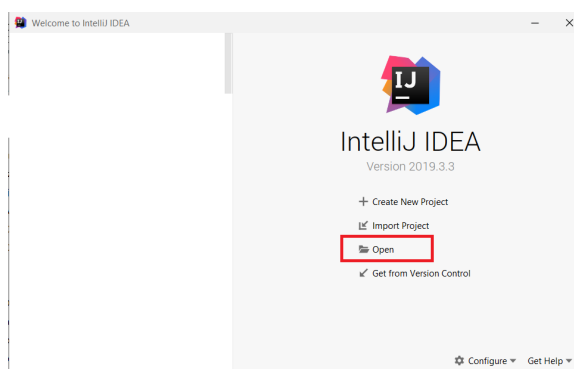 Welcome to IntelliJ IDEA
IJ
IntelliJ IDEA
Version 2019.3.3
Create New Project
Import Project
Open
Get from Version Control
Configure Get Help